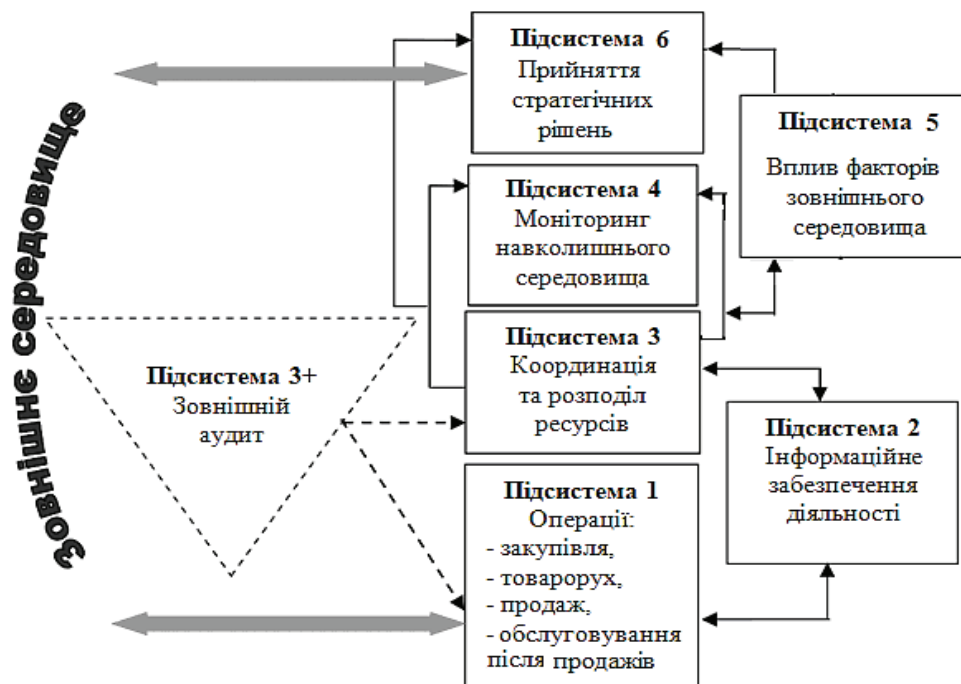 Зовнішнє середовище
Підсистема 6
Прийняття
стратегічних
рішень
Підсистема 5
Вплив факторів
зовнішнього
середовища
Підсистема 4
Моніторинг
навколишнього
середовища
Підсистема 3
Координація
та розподіл
ресурсів
Підсистема 3+
Зовнішній
аудит
Підсистема 2
Інформаційне
забезпечення
діяльності
Підсистема 1
Операції:
- закупівля,
- товарорух,
- продаж,
- обслуговування
після продажів